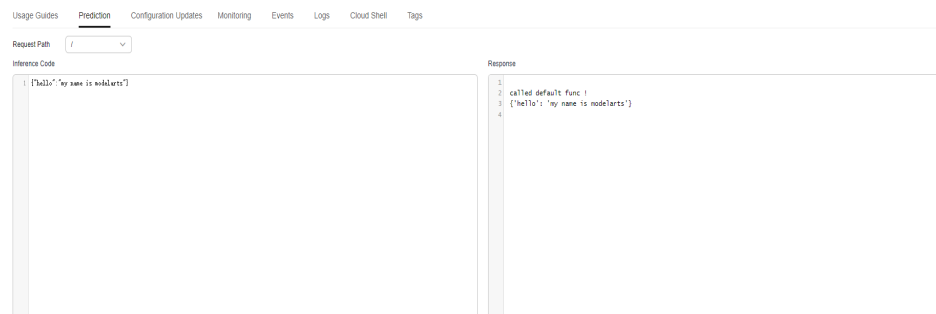 Usage Guides Prediction Configuration Updates Monitoring Events Logs Cloud Shell Tags
Request Path /
Inference Code
1 {"hello":"my name is modelarts"}
Response
1
2 called default func !
3 {'hello': 'my name is modelarts'}
4